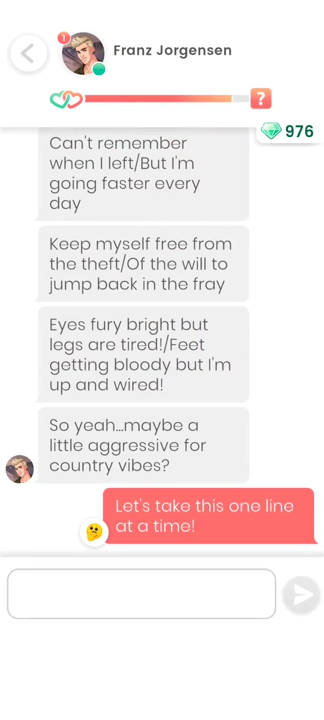 1
Franz Jorgensen
?
976
Can't remember
when I left/But I'm
going faster every
day
Keep myself free from
the theft/Of the will to
jump back in the fray
Eyes fury bright but
legs are tired!/Feet
getting bloody but I'm
up and wired!
So yeah...maybe a
little aggressive for
country vibes?
Let's take this one line
at a time!